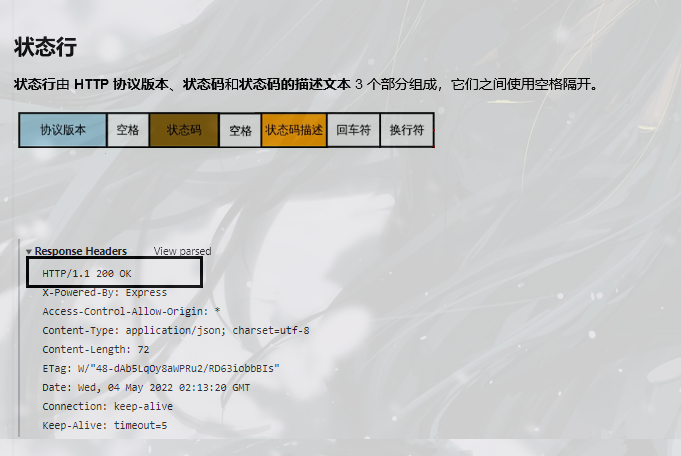 状态行
状态行由 HTTP 协议版本、状态码和状态码的描述文本 3 个部分组成，它们之间使用空格隔开。
协议版本 空格 状态码 空格 状态码描述 回车符 换行符
▼ Response Headers View parsed
HTTP/1.1 200 OK
X-Powered-By: Express
Access-Control-Allow-Origin: *
Content-Type: application/json; charset=utf-8
Content-Length: 72
ETag: W/"48-dAb5LqOy8aWPRu2/RD63iobbBIs"
Date: Wed, 04 May 2022 02:13:20 GMT
Connection: keep-alive
Keep-Alive: timeout=5